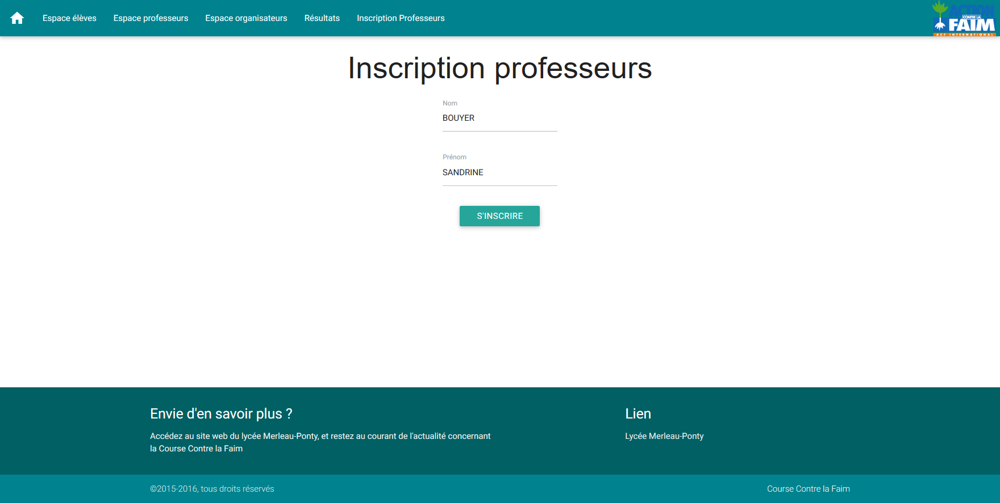 Espace élèves Espace professeurs Espace organisateurs Résultats Inscription Professeurs
ACTION
CONTRE LA
FAIM
ACF INTERNATIONAL
Inscription professeurs
Nom
BOUYER
Prénom
SANDRINE
S'INSCRIRE
Envie d'en savoir plus ?
Accédez au site web du lycée Merleau-Ponty, et restez au courant de l'actualité concernant
la Course Contre la Faim
Lien
Lycée Merleau-Ponty
©2015-2016, tous droits réservés
Course Contre la Faim